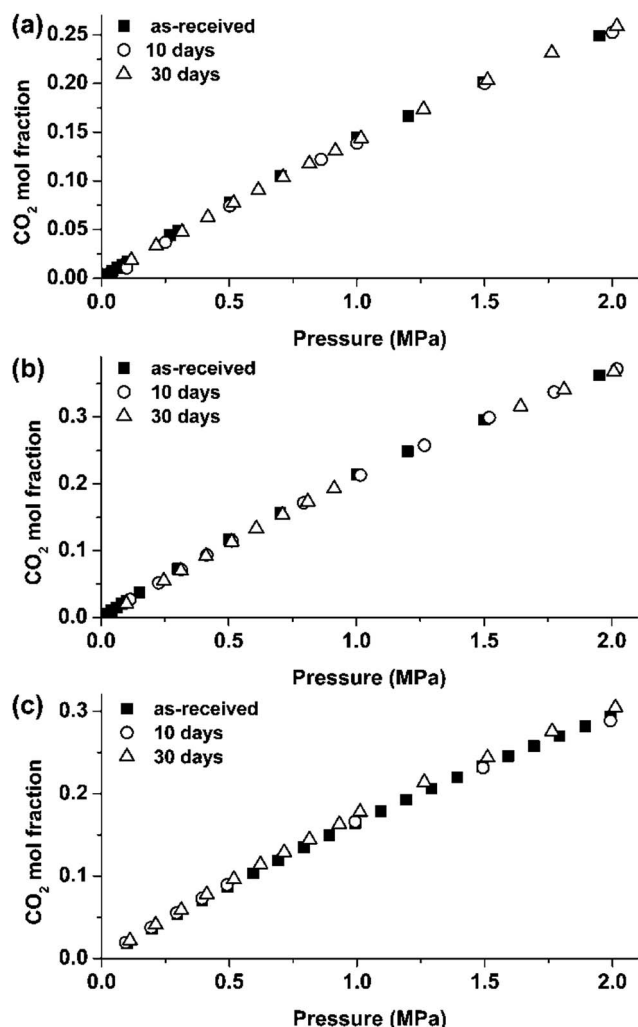 (a)
as-received
10 days
30 days
0.25
0.20
0.15
0.10
0.05
0.00
CO₂ mol fraction
0.0 0.5 1.0 1.5 2.0
Pressure (MPa)
(b)
as-received
10 days
30 days
0.3
0.2
0.1
0.0
CO₂ mol fraction
0.0 0.5 1.0 1.5 2.0
Pressure (MPa)
(c)
as-received
10 days
30 days
0.3
0.2
0.1
0.0
CO₂ mol fraction
0.0 0.5 1.0 1.5 2.0
Pressure (MPa)